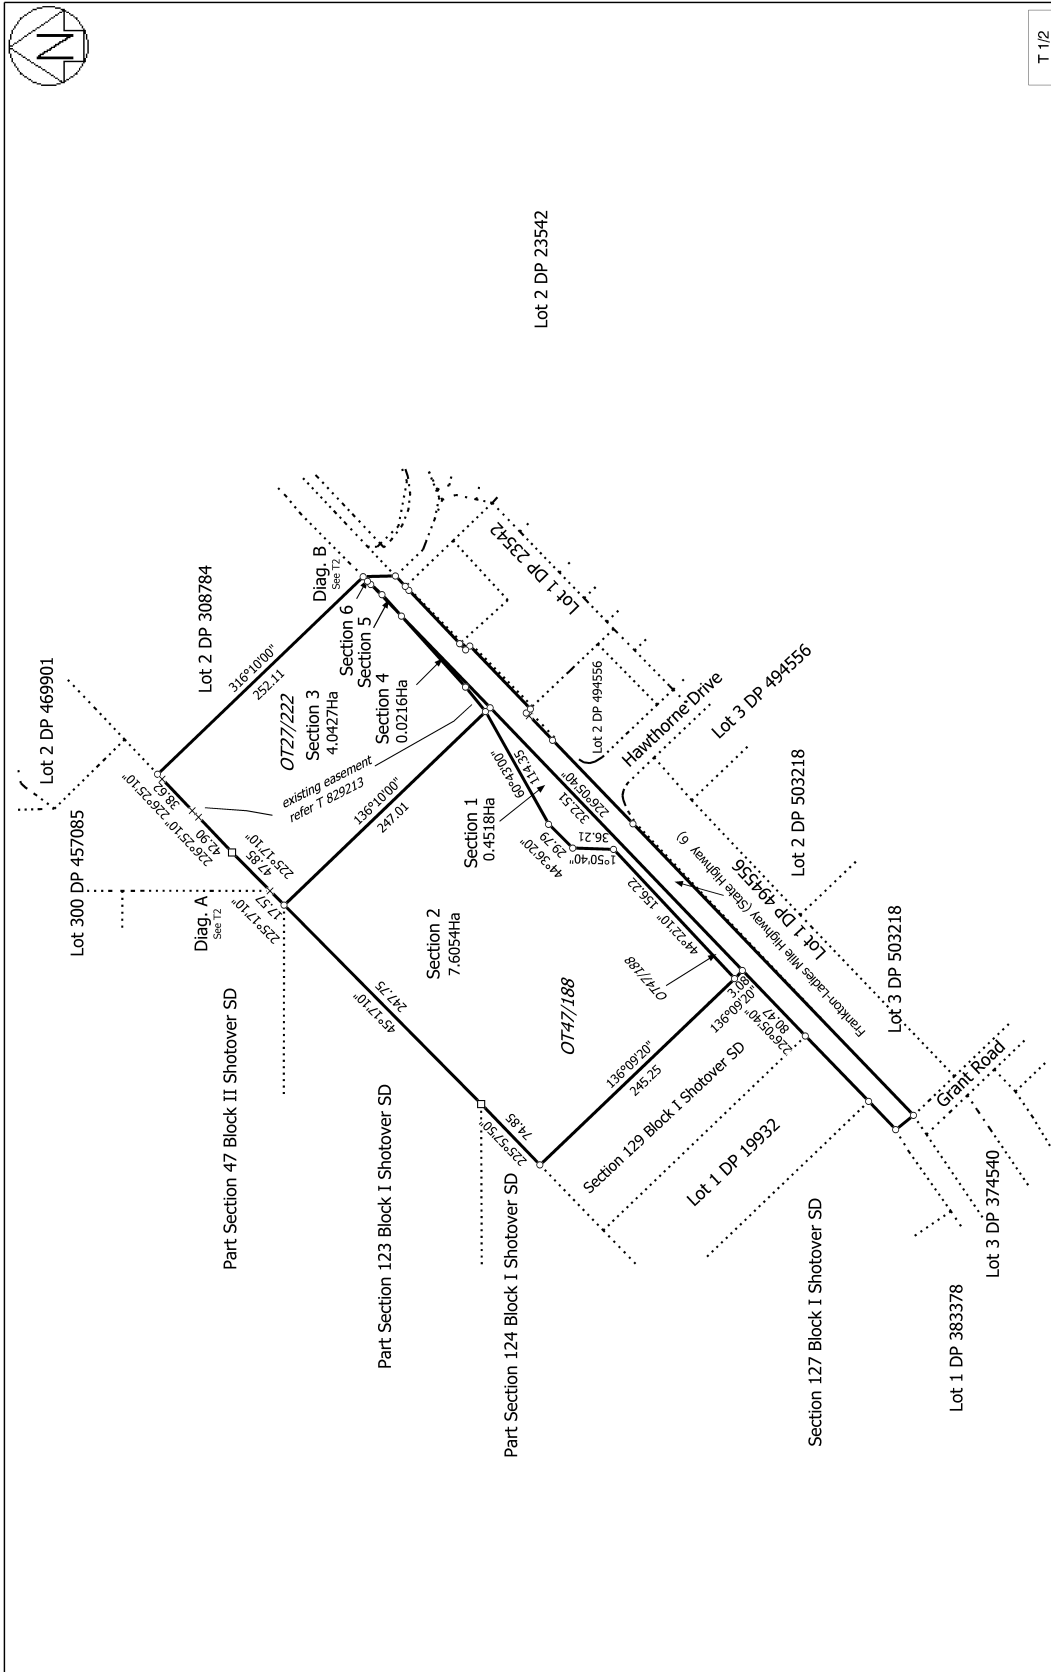 N
T 1/2
Lot 2 DP 469901
Lot 300 DP 457085
Lot 2 DP 308784
Lot 2 DP 23542
Diag. A
See T2
Diag. B
See T2
226°25'10"
38.62
226°25'10"
42.90
225°17'10"
47.85
225°17'10"
17.57
316°10'00"
252.11
OT27/222
Section 3
4.0427Ha
Section 6
Section 5
Section 4
0.0216Ha
existing easement
refer T 829213
136°10'00"
247.01
Lot 1 DP 23542
Part Section 47 Block II Shotover SD
45°17'10"
247.75
Section 2
7.6054Ha
OT47/188
Section 1
0.4518Ha
60°43'00"
114.35
44°36'20"
29.79
1°50'40"
36.21
322.51
226°05'40"
44°22'10"
156.22
OT47/188
Lot 2 DP 494556
Hawthorne Drive
Lot 3 DP 494556
Lot 2 DP 503218
Lot 1 DP 494556
Frankton-Ladies Mile Highway (State Highway 6)
Lot 3 DP 503218
Part Section 123 Block I Shotover SD
225°57'50"
74.85
Part Section 124 Block I Shotover SD
136°09'20"
245.25
3.08
136°09'20"
226°05'40"
80.47
Section 129 Block I Shotover SD
Lot 1 DP 19932
Section 127 Block I Shotover SD
Grant Road
Lot 3 DP 374540
Lot 1 DP 383378